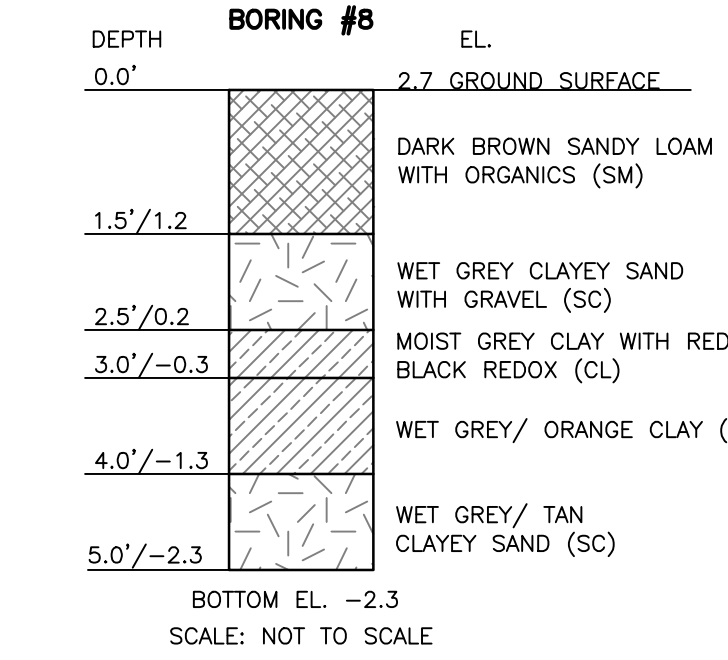 BORING #8
DEPTH EL.
0.0' 2.7 GROUND SURFACE
DARK BROWN SANDY LOAM
WITH ORGANICS (SM)
1.5'/1.2
WET GREY CLAYEY SAND
WITH GRAVEL (SC)
2.5'/0.2
MOIST GREY CLAY WITH RED
BLACK REDOX (CL)
3.0'/-0.3
WET GREY/ ORANGE CLAY (
4.0'/-1.3
WET GREY/ TAN
CLAYEY SAND (SC)
5.0'/-2.3
BOTTOM EL. -2.3
SCALE: NOT TO SCALE